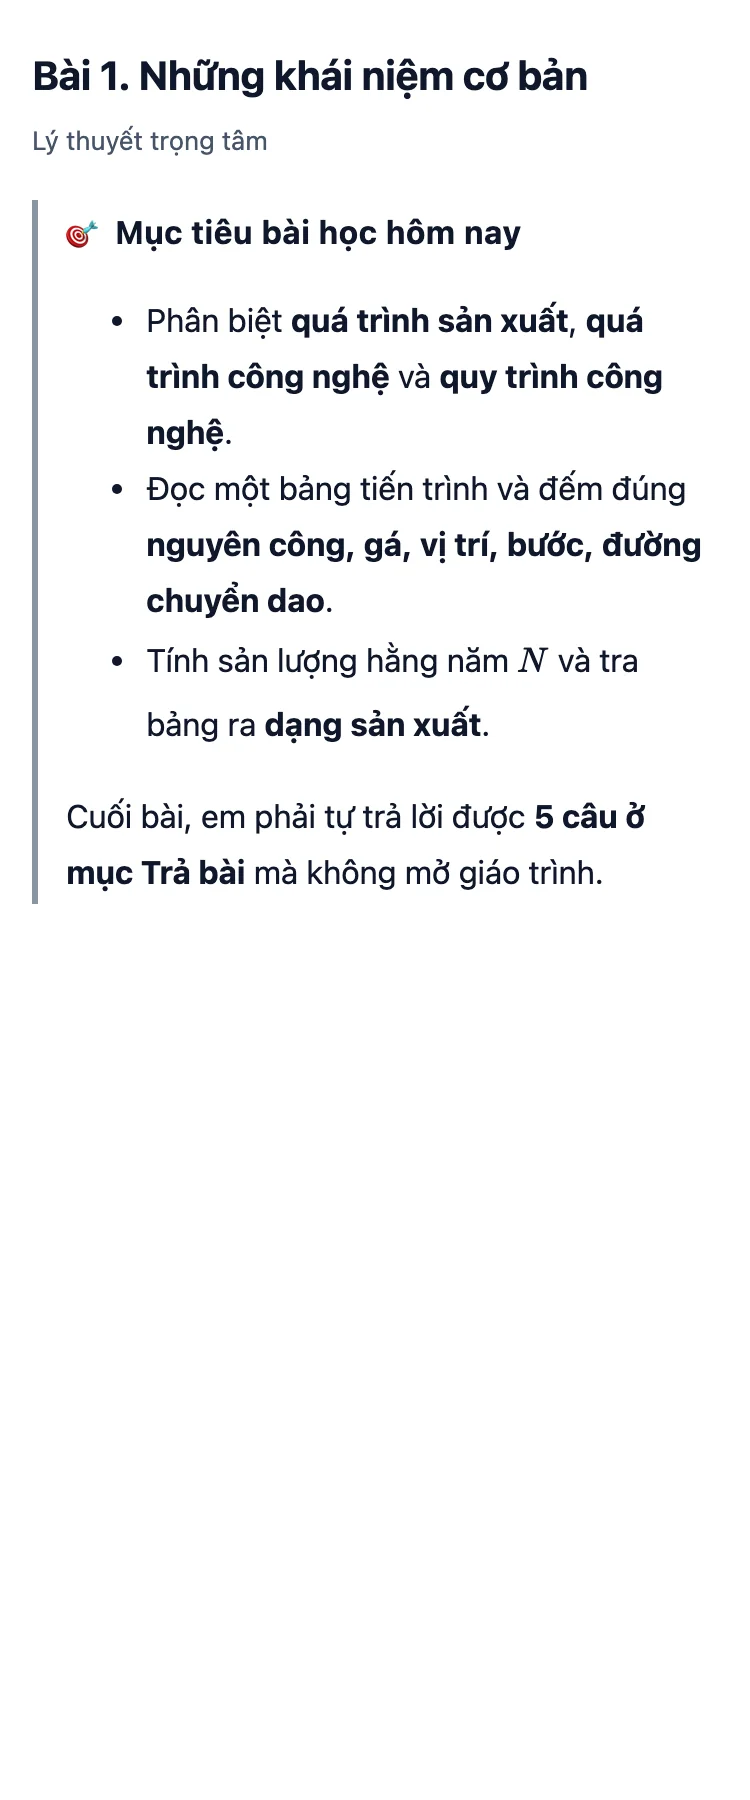 Bài 1. Những khái niệm cơ bản
Lý thuyết trọng tâm
🎯 Mục tiêu bài học hôm nay
• Phân biệt quá trình sản xuất, quá
trình công nghệ và quy trình công
nghệ.
• Đọc một bảng tiến trình và đếm đúng
nguyên công, gá, vị trí, bước, đường
chuyển dao.
• Tính sản lượng hằng năm N và tra
bảng ra dạng sản xuất.
Cuối bài, em phải tự trả lời được 5 câu ở
mục Trả bài mà không mở giáo trình.